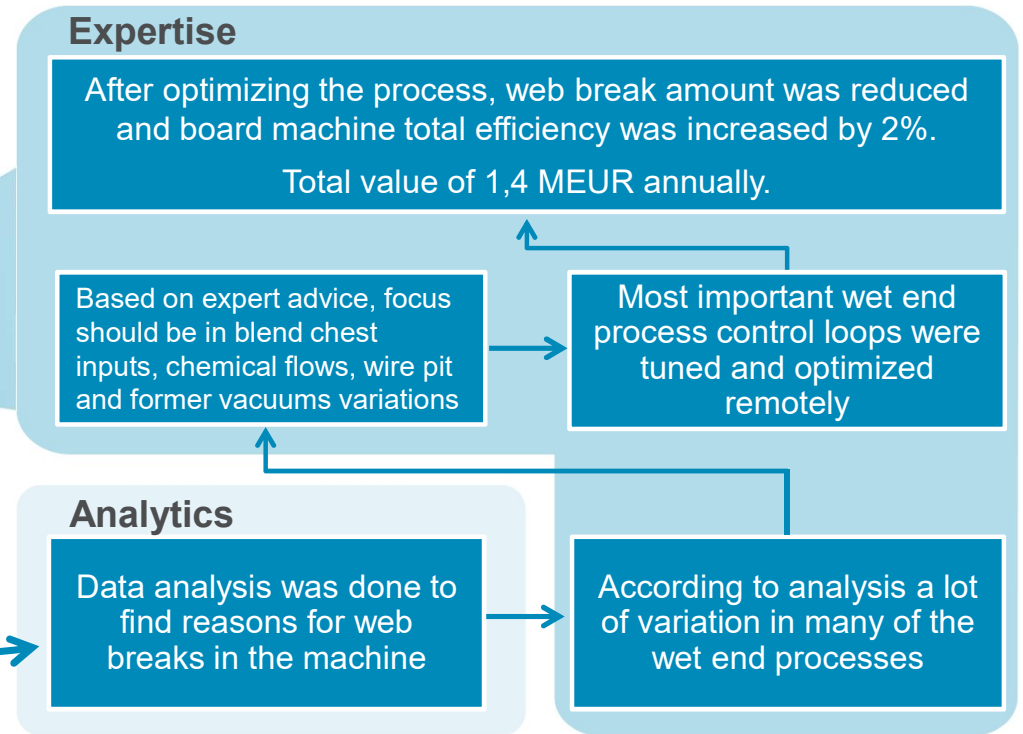 Expertise
After optimizing the process, web break amount was reduced
and board machine total efficiency was increased by 2%.
Total value of 1,4 MEUR annually.
Based on expert advice, focus
should be in blend chest
inputs, chemical flows, wire pit
and former vacuums variations
Most important wet end
process control loops were
tuned and optimized
remotely
Analytics
Data analysis was done to
find reasons for web
breaks in the machine
According to analysis a lot
of variation in many of the
wet end processes